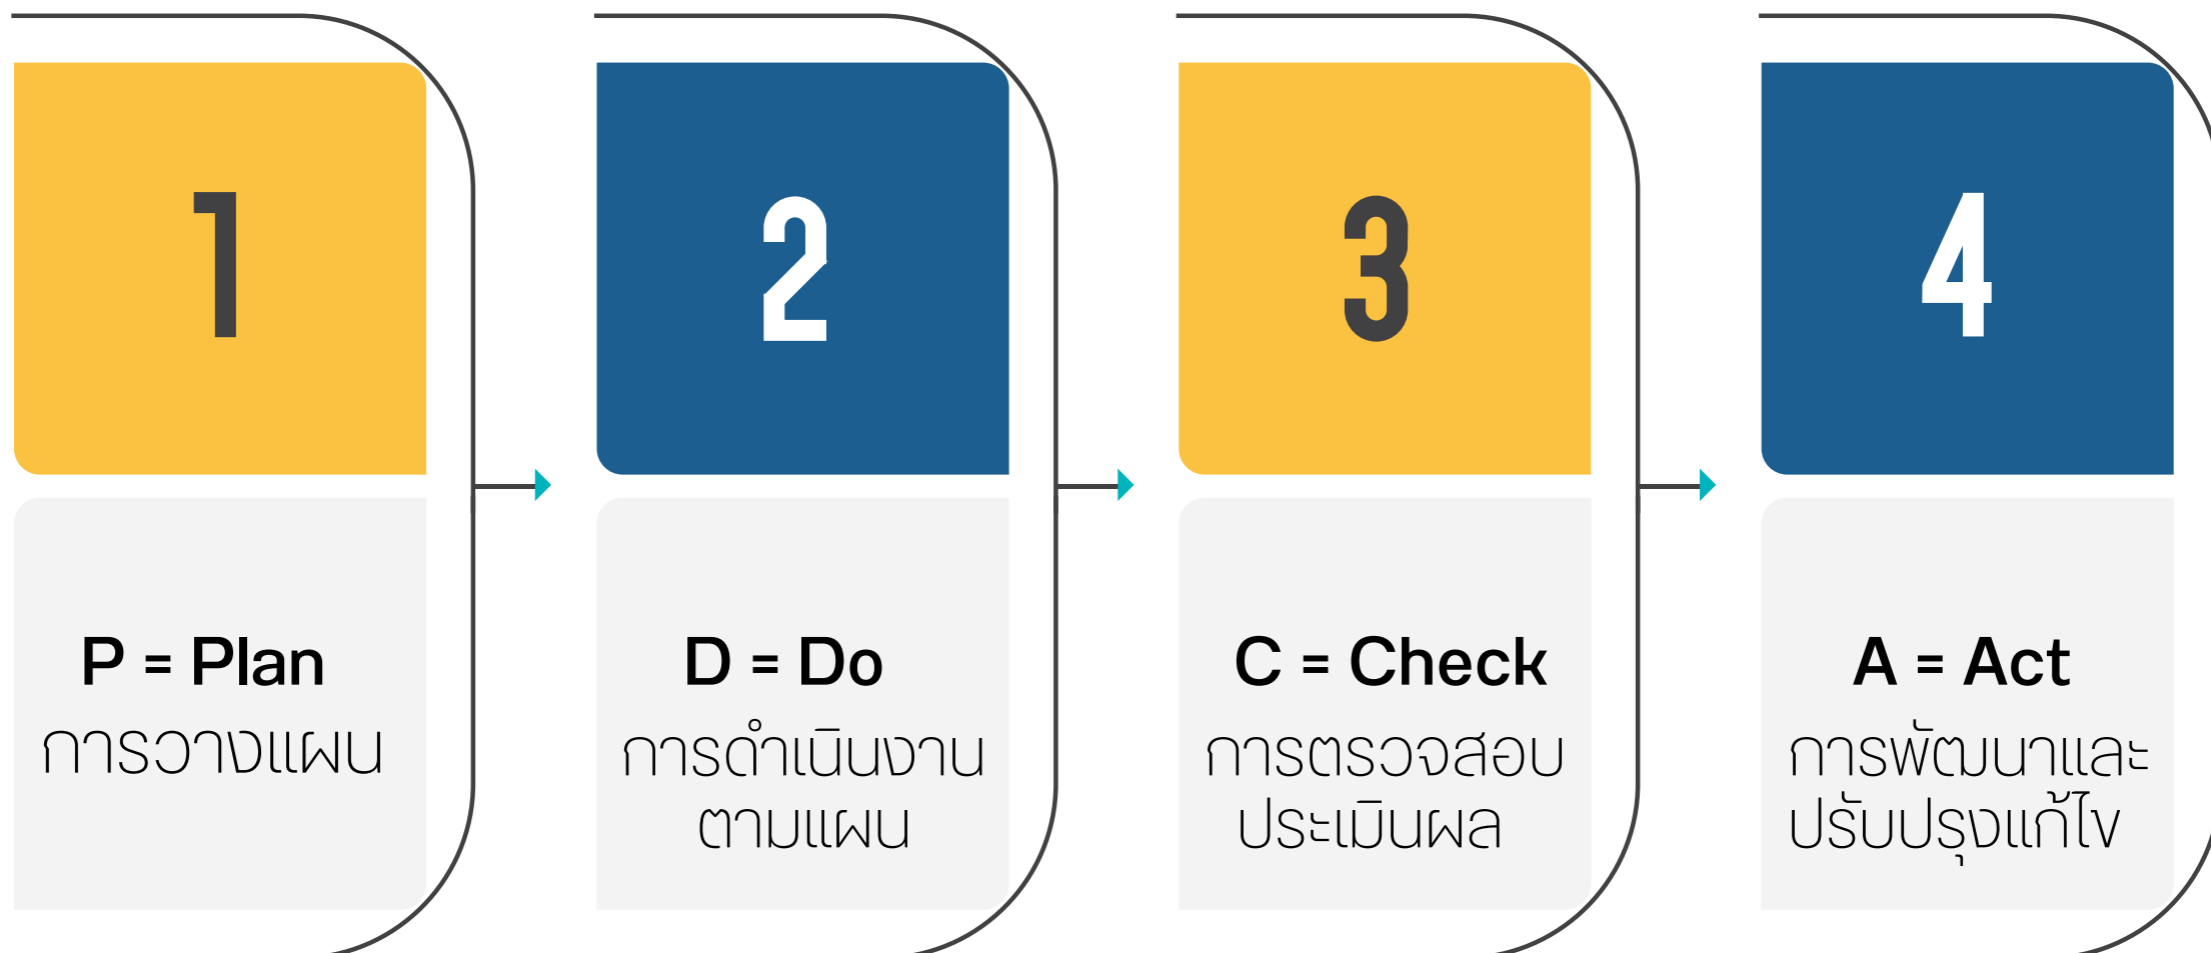 1
P = Plan
การวางแผน
2
D = Do
การดำเนินงาน
ตามแผน
3
C = Check
การตรวจสอบ
ประเมินผล
4
A = Act
การพัฒนาและ
ปรับปรุงแก้ไข